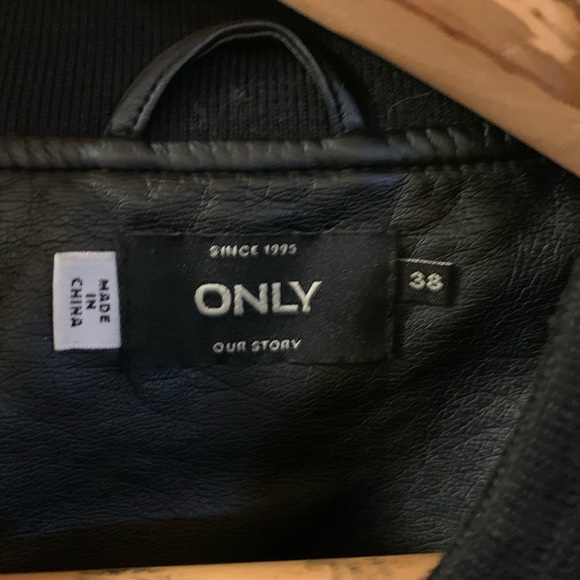 SINCE 1995
ONLY
OUR STORY
38
MADE
IN
CHINA